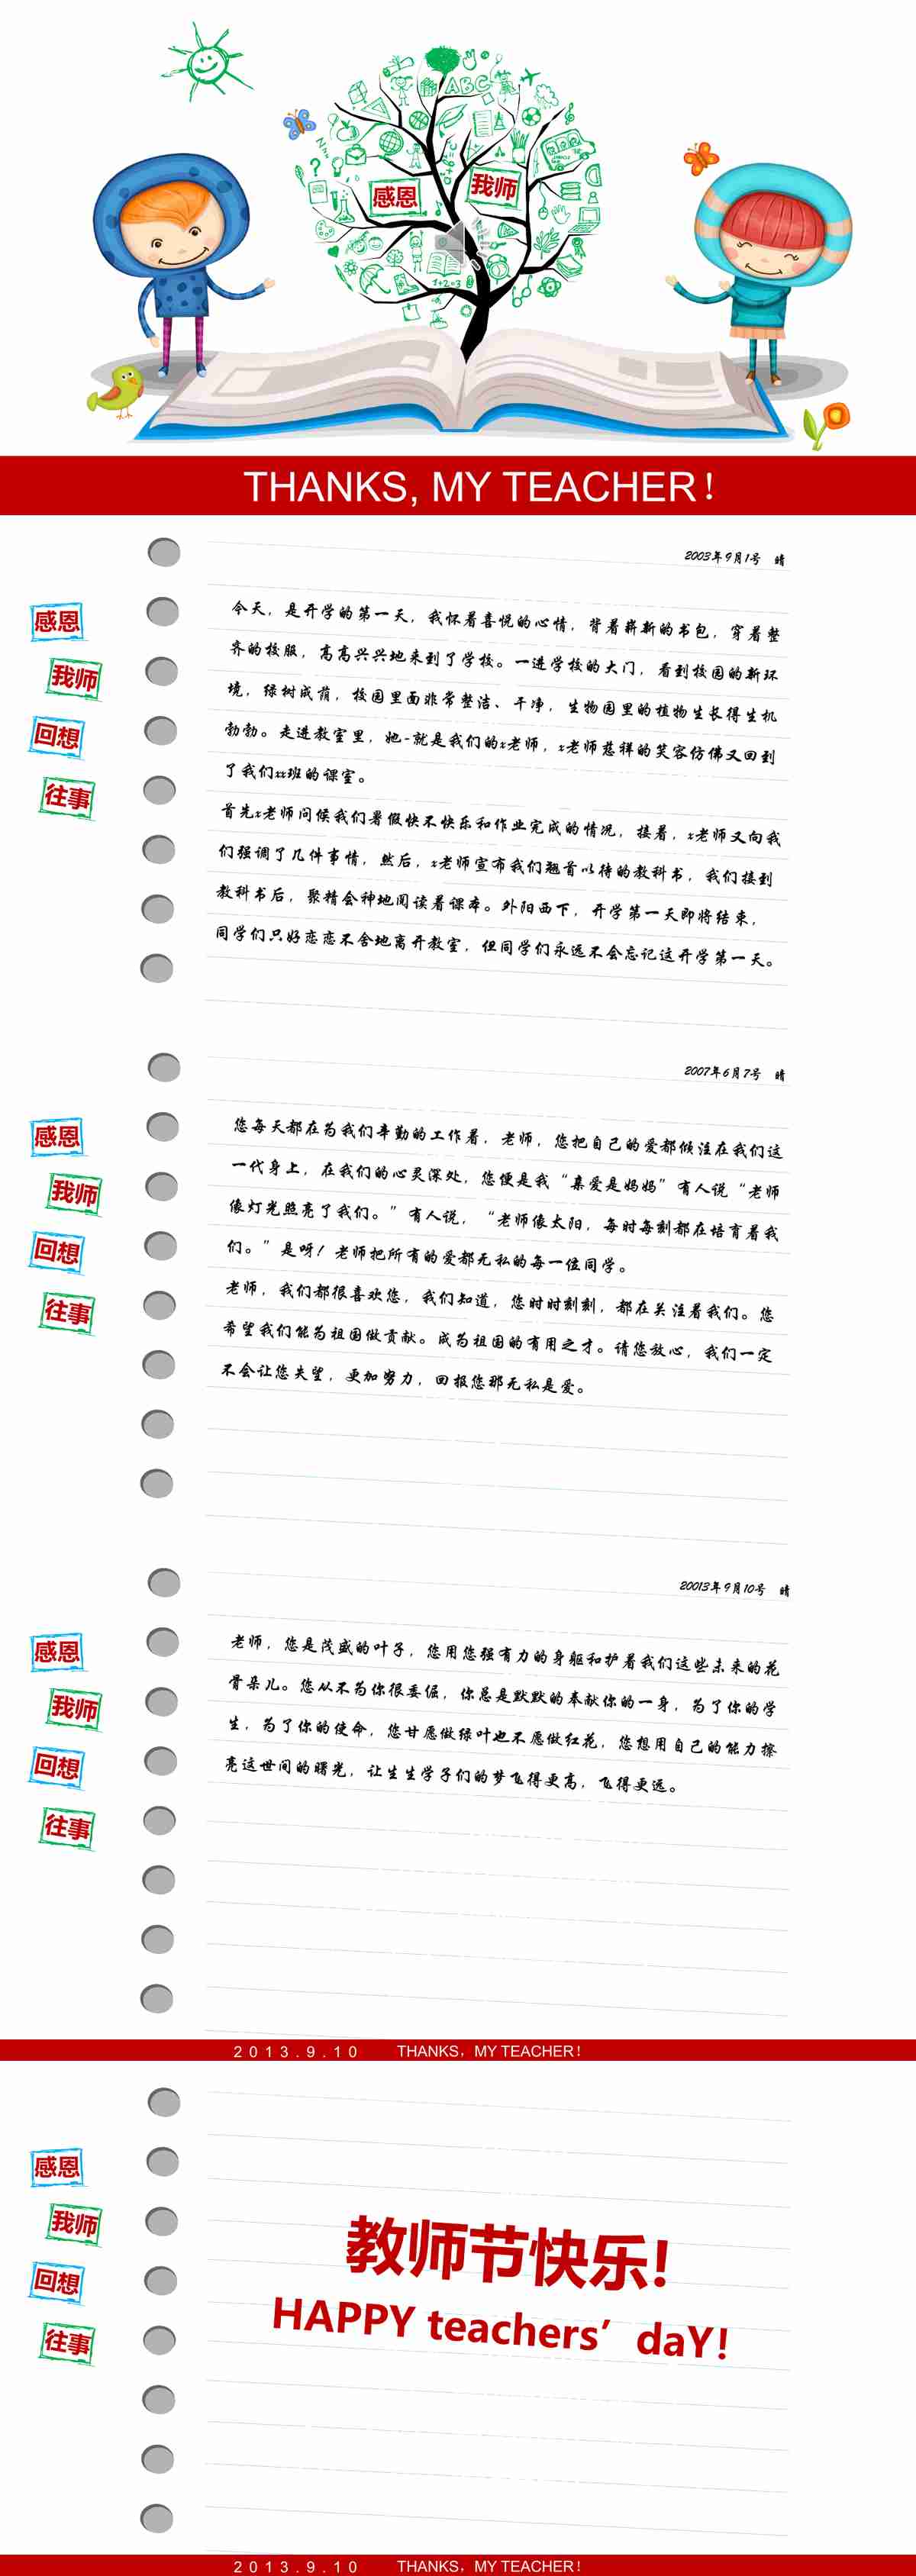 ABC
感恩
我师
1+2=3
THANKS, MY TEACHER!
2003年9月1号 晴
感恩
我师
回想
往事
今天，是开学的第一天，我怀着喜悦的心情，背着崭新的书包，穿着整
齐的校服，高高兴兴地来到了学校。一进学校的大门，看到校园的新环
境，绿树成荫，校园里面非常整洁、干净，生物园里的植物生长得生机
勃勃。走进教室里，她-就是我们的x老师，x老师慈祥的笑容仿佛又回到
了我们xx班的课室。
首先x老师问候我们暑假快不快乐和作业完成的情况，接着，x老师又向我
们强调了几件事情，然后，x老师宣布我们翘首以待的教科书，我们接到
教科书后，聚精会神地阅读着课本。外阳西下，开学第一天即将结束，
同学们只好恋恋不舍地离开教室，但同学们永远不会忘记这开学第一天。
2007年6月7号 晴
感恩
我师
回想
往事
您每天都在为我们辛勤的工作着，老师，您把自己的爱都倾注在我们这
一代身上，在我们的心灵深处，您便是我“亲爱是妈妈”有人说“老师
像灯光照亮了我们。”有人说，“老师像太阳，每时每刻都在培育着我
们。”是呀！老师把所有的爱都无私的每一位同学。
老师，我们都很喜欢您，我们知道，您时时刻刻，都在关注着我们。您
希望我们能为祖国做贡献。成为祖国的有用之才。请您放心，我们一定
不会让您失望，更加努力，回报您那无私是爱。
20013年9月10号 晴
感恩
我师
回想
往事
老师，您是茂盛的叶子，您用您强有力的身躯和护着我们这些未来的花
骨朵儿。您从不为你很委倔，你总是默默的奉献你的一身，为了你的学
生，为了你的使命，您甘愿做绿叶也不愿做红花，您想用自己的能力擦
亮这世间的曙光，让生生学子们的梦飞得更高，飞得更远。
2013.9.10 THANKS, MY TEACHER!
感恩
我师
回想
往事
教师节快乐!
HAPPY teachers’ daY!
2013.9.10 THANKS, MY TEACHER!